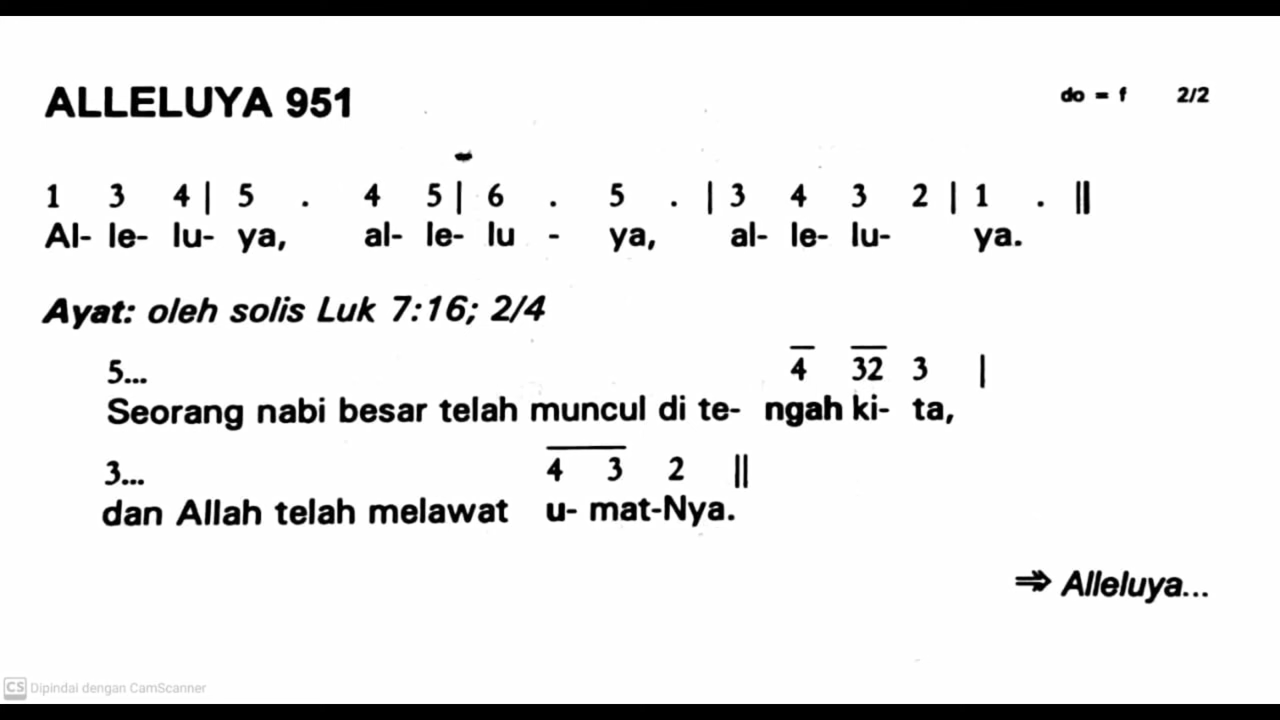 ALLELUYA 951 do = f 2/2
1 3 4 | 5 . 4 5 | 6 . 5 . | 3 4 3 2 | 1 . ||
Al- le- lu- ya, al- le- lu - ya, al- le- lu- ya.
Ayat: oleh solis Luk 7:16; 2/4
5... 4 32 3 |
Seorang nabi besar telah muncul di te- ngah ki- ta,
3... 4 3 2 ||
dan Allah telah melawat u- mat-Nya.
⇒ Alleluya...
CS Dipindai dengan CamScanner